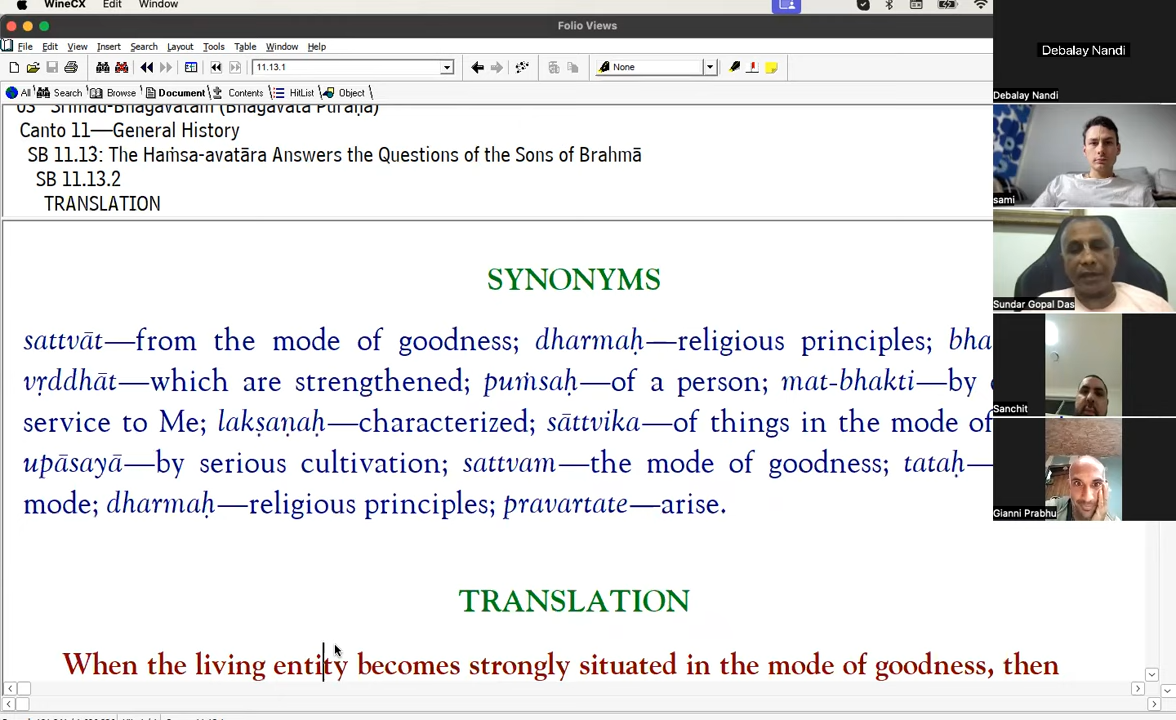 WineCX Edit Window
Folio Views
File Edit View Insert Search Layout Tools Table Window Help
11.13.1
None
All Search Browse Document Contents HitList Object
Srimad-Bhagavatam (Bhāgavata Purāṇa)
Canto 11—General History
SB 11.13: The Haṁsa-avatāra Answers the Questions of the Sons of Brahmā
SB 11.13.2
TRANSLATION
SYNONYMS
sattvāt—from the mode of goodness; dharmaḥ—religious principles; bha
vṛddhāt—which are strengthened; puṁsaḥ—of a person; mat-bhakti—by
service to Me; lakṣaṇaḥ—characterized; sāttvika—of things in the mode of
upāsayā—by serious cultivation; sattvam—the mode of goodness; tataḥ—
mode; dharmaḥ—religious principles; pravartate—arise.
TRANSLATION
When the living entity becomes strongly situated in the mode of goodness, then
Debalay Nandi
Debalay Nandi
sami
Sundar Gopal Das
Sanchit
Gianni Prabhu